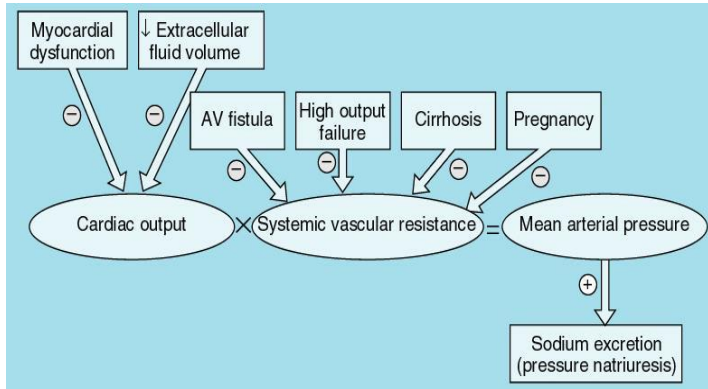 Myocardial
dysfunction
↓ Extracellular
fluid volume
AV fistula
High output
failure
Cirrhosis
Pregnancy
−
−
−
−
−
−
Cardiac output
×
Systemic vascular resistance
=
Mean arterial pressure
+
Sodium excretion
(pressure natriuresis)